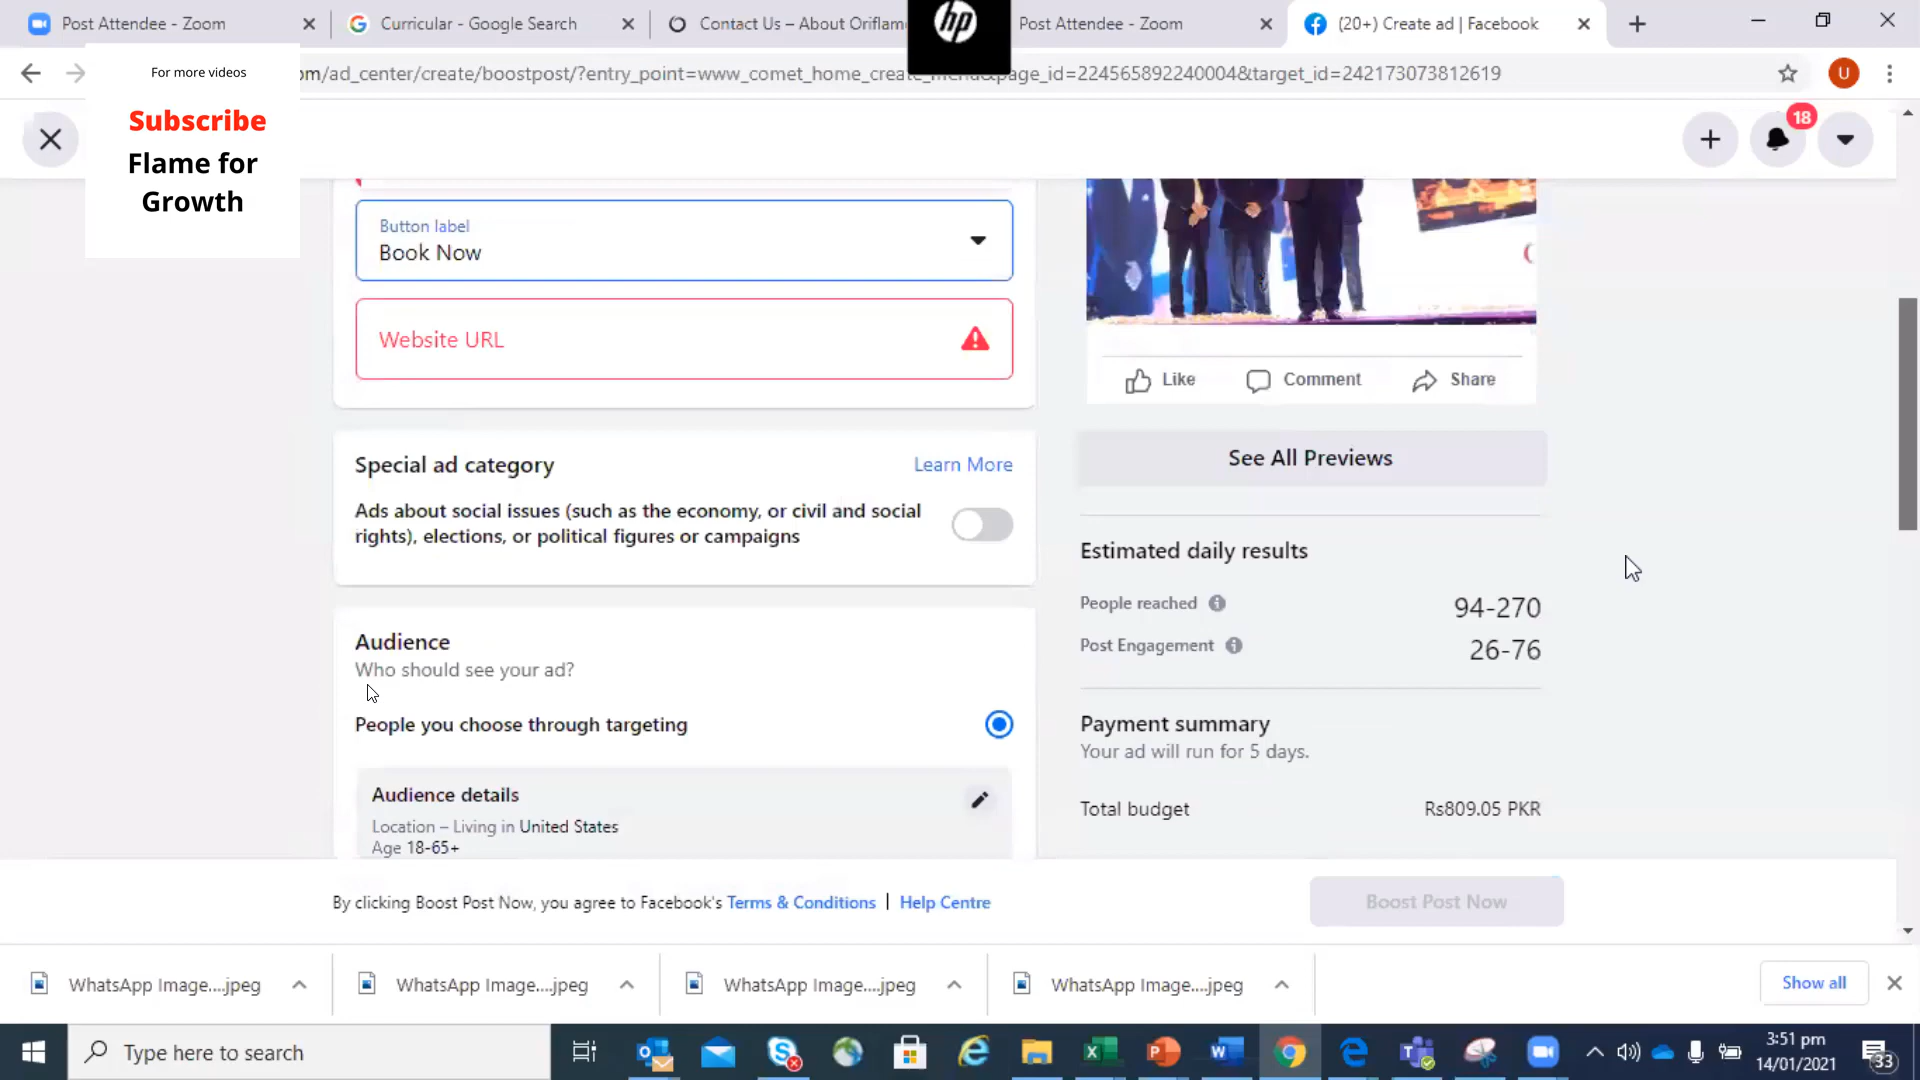 Post Attendee - Zoom
Curricular - Google Search
Contact Us – About Oriflam
hp
Post Attendee - Zoom
(20+) Create ad | Facebook
For more videos
m/ad_center/create/boostpost/?entry_point=www_comet_home_create_menu&page_id=224565892240004&target_id=242173073812619
U
Subscribe
Flame for
Growth
18
Button label
Book Now
Website URL
Like
Comment
Share
See All Previews
Special ad category
Learn More
Ads about social issues (such as the economy, or civil and social
rights), elections, or political figures or campaigns
Estimated daily results
People reached
94-270
Post Engagement
26-76
Audience
Who should see your ad?
People you choose through targeting
Payment summary
Your ad will run for 5 days.
Audience details
Location – Living in United States
Age 18-65+
Total budget
Rs809.05 PKR
By clicking Boost Post Now, you agree to Facebook's Terms & Conditions | Help Centre
Boost Post Now
WhatsApp Image....jpeg
WhatsApp Image....jpeg
WhatsApp Image....jpeg
WhatsApp Image....jpeg
Show all
Type here to search
3:51 pm
14/01/2021
33